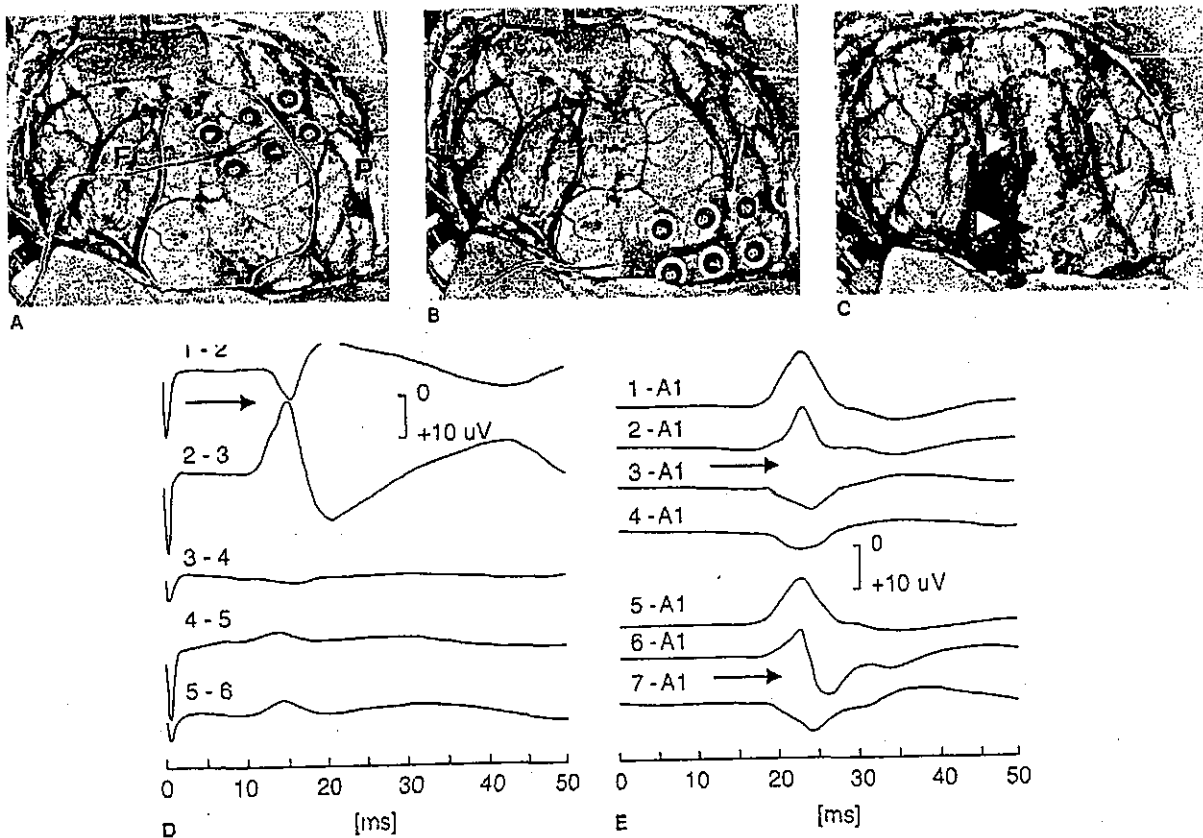 F
P
A
B
C
1 - 2
0
+10 uV
2 - 3
3 - 4
4 - 5
5 - 6
0 10 20 30 40 50
[ms]
D
1 - A1
2 - A1
3 - A1
4 - A1
0
+10 uV
5 - A1
6 - A1
7 - A1
0 10 20 30 40 50
[ms]
E